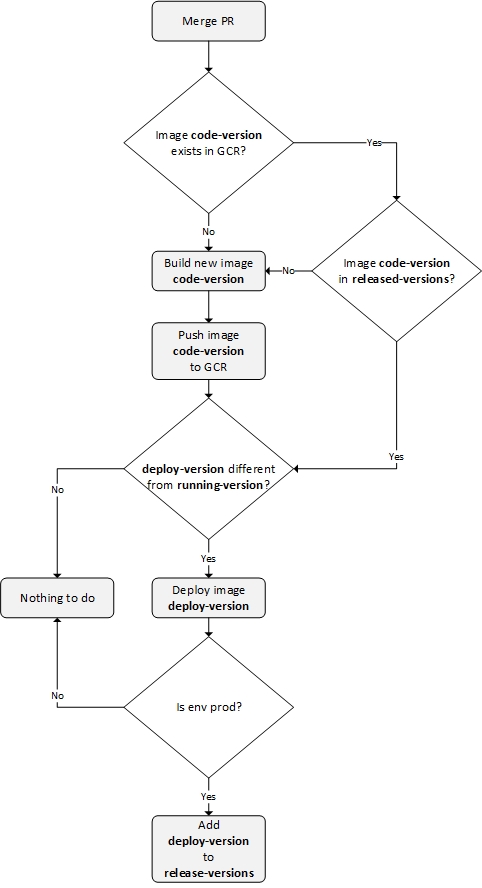 Merge PR
Image code-version
exists in GCR?
Yes
No
Build new image
code-version
No
Image code-version
in released-versions?
Push image
code-version
to GCR
Yes
deploy-version different
from running-version?
No
Yes
Nothing to do
Deploy image
deploy-version
No
Is env prod?
Yes
Add
deploy-version
to
release-versions